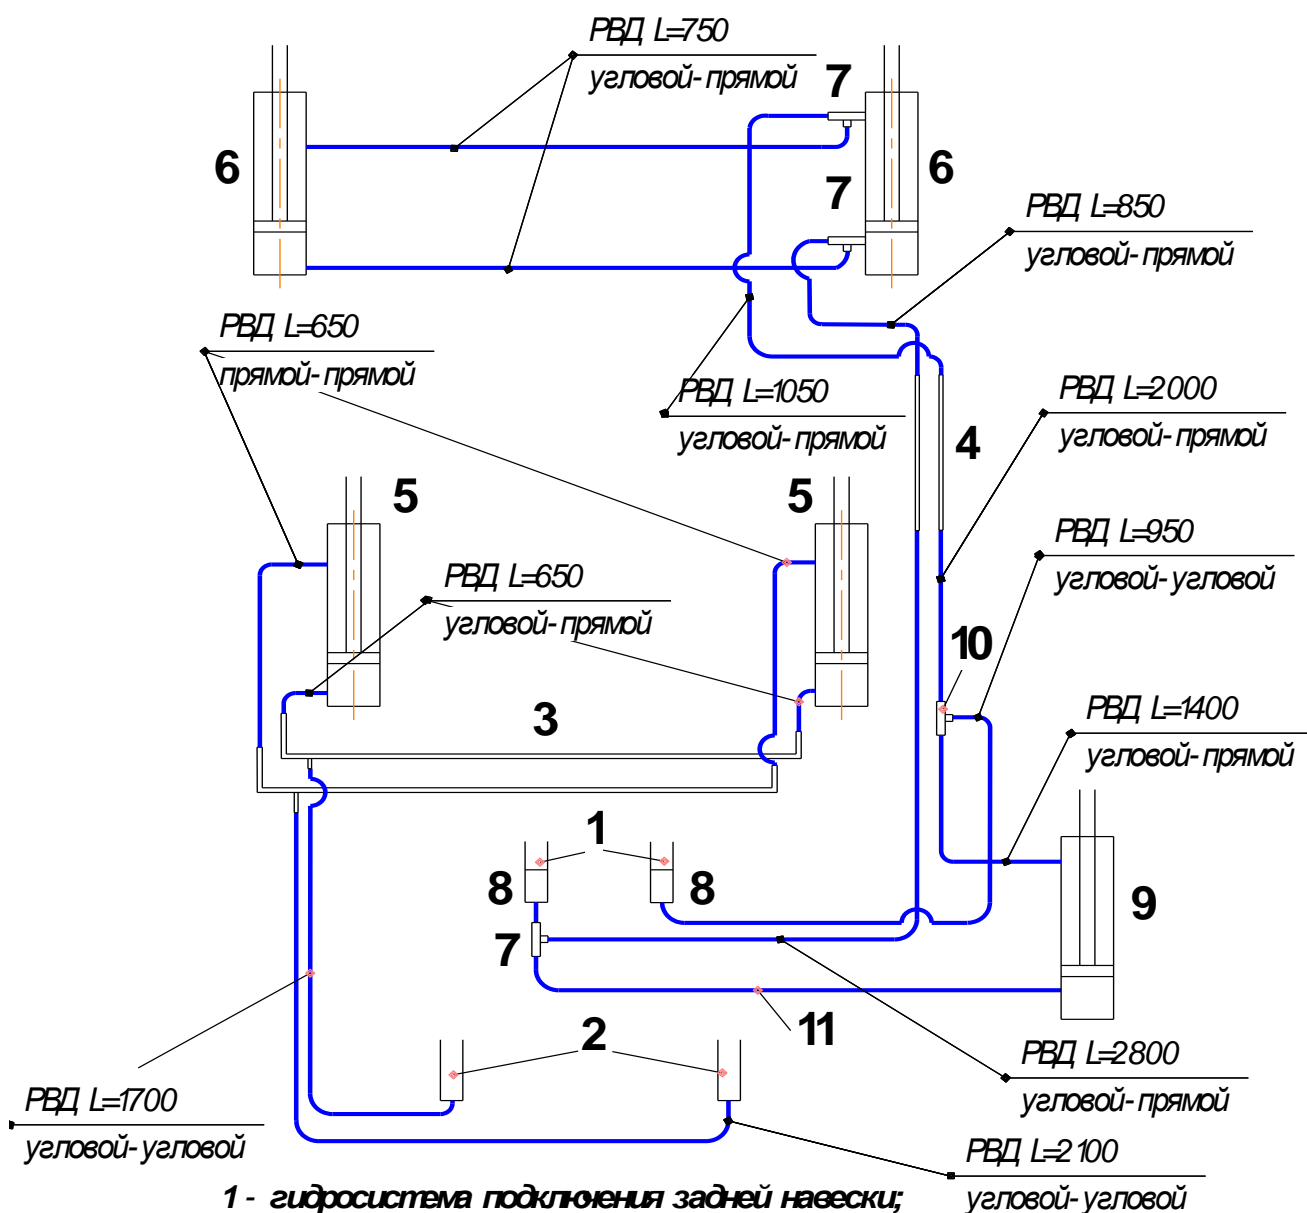 РВД L=750
угловой-прямой
7
6
7
6
РВД L=850
угловой-прямой
РВД L=650
прямой-прямой
РВД L=1050
угловой-прямой
РВД L=2000
угловой-прямой
4
5
5
РВД L=950
угловой-угловой
РВД L=650
угловой-прямой
10
3
РВД L=1400
угловой-прямой
1
8
8
9
7
11
2
РВД L=2800
угловой-прямой
РВД L=1700
угловой-угловой
РВД L=2100
угловой-угловой
1 - гидросистема подключения задней навески;